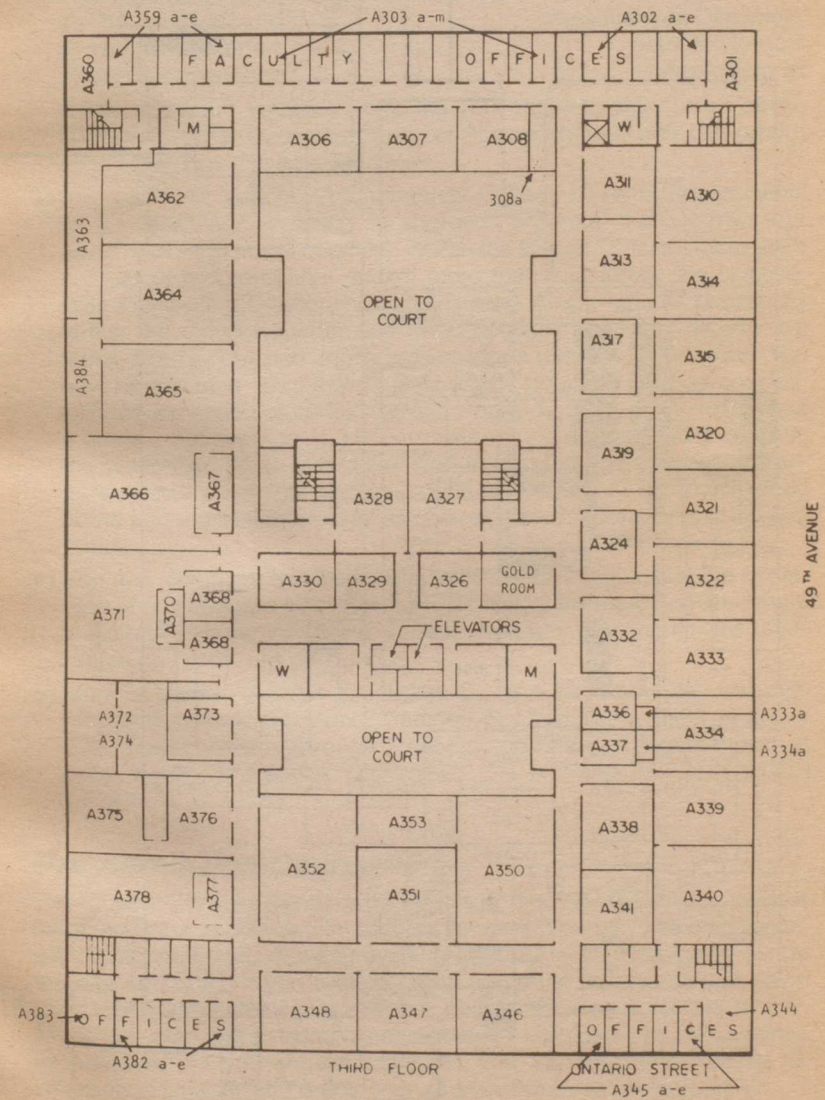 A359 a-e
A303 a-m
A302 a-e
A360
FACULTY OFFICES
A301
M
A306
A307
A308
W
308a
A311
A310
A362
A363
A313
A314
A364
OPEN TO
COURT
A317
A315
A384
A365
A320
A319
A366
A367
A328
A327
A321
A324
A330
A329
A326
GOLD
ROOM
A322
49TH AVENUE
A368
A370
A371
A368
ELEVATORS
A332
A333
W
M
A372
A373
A374
A336
A333a
A334
A337
A334a
OPEN TO
COURT
A375
A376
A353
A338
A339
A352
A351
A350
A378
A377
A341
A340
A383
OFFICES
A348
A347
A346
OFFICES
A344
A382 a-e
THIRD FLOOR
ONTARIO STREET
A345 a-e